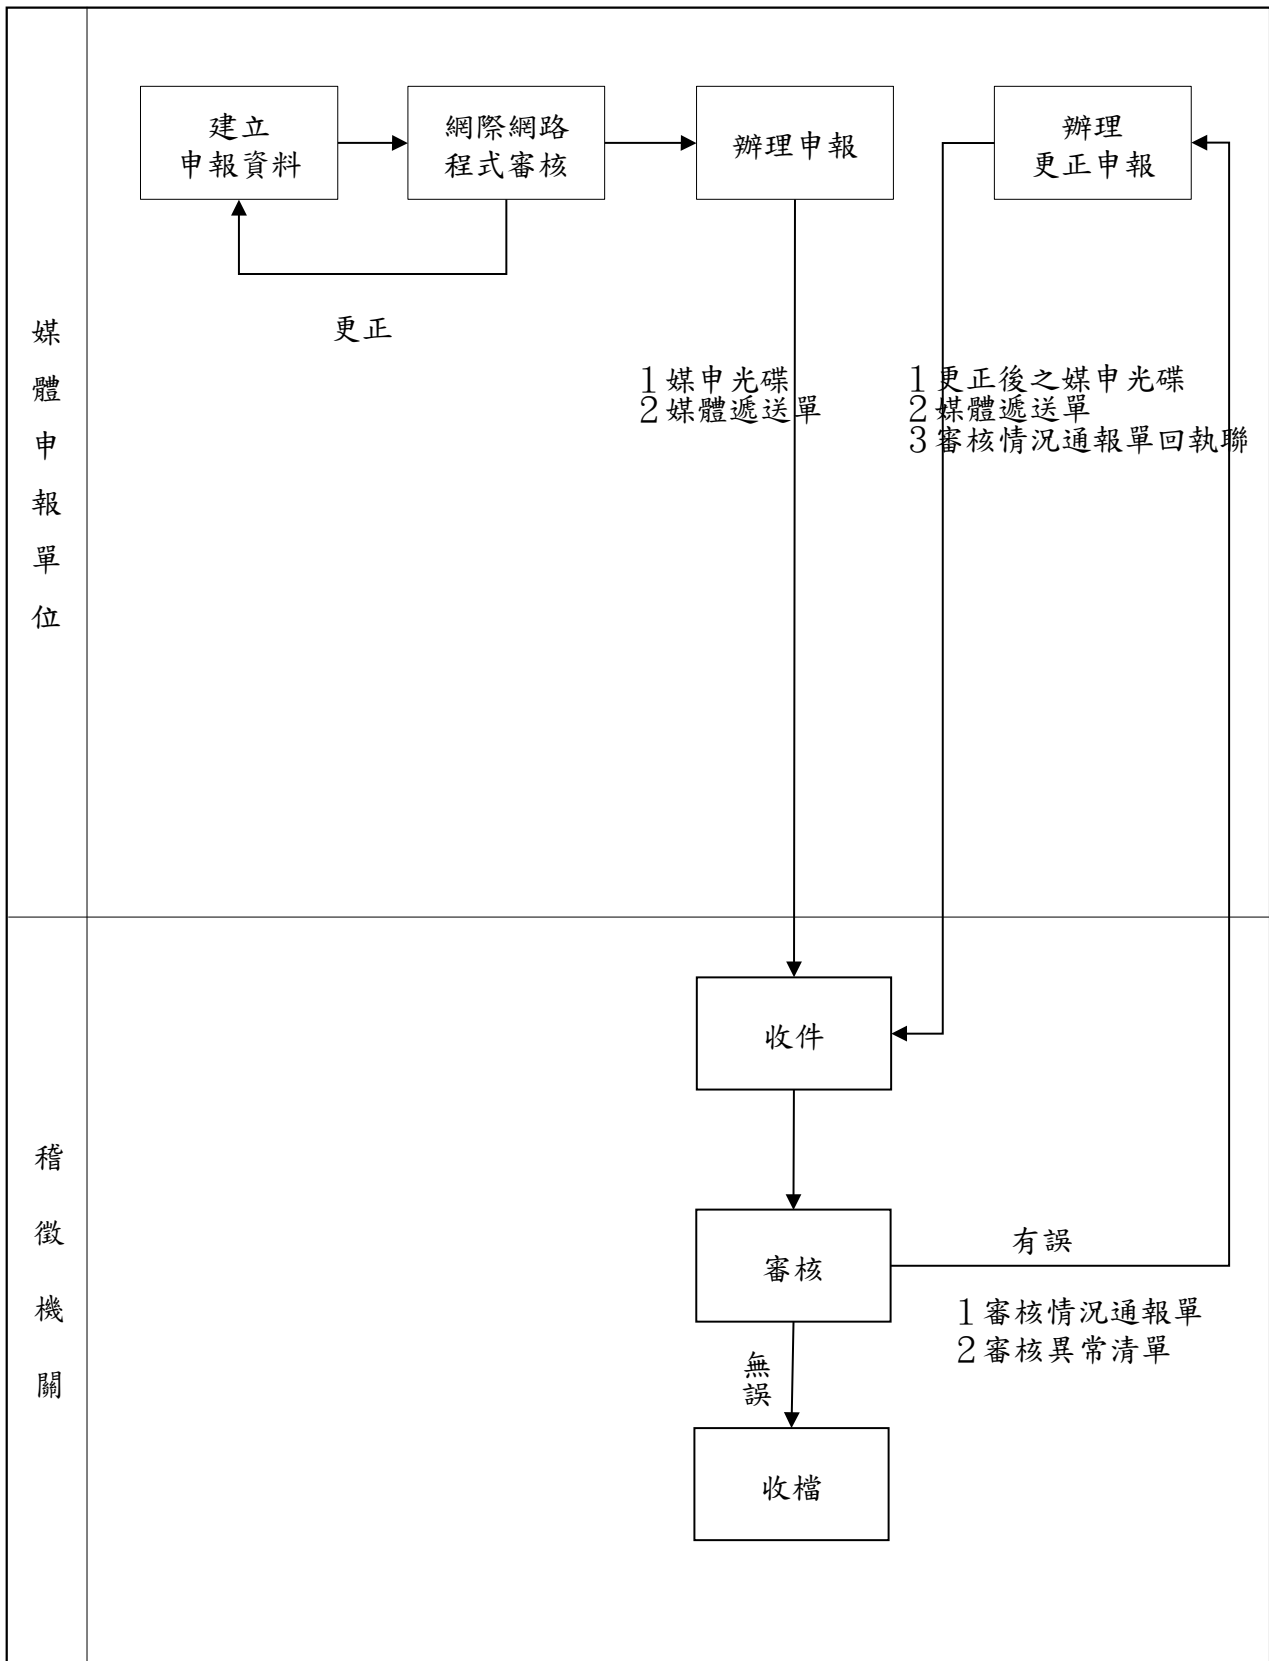 媒體申報單位
建立
申報資料
網際網路
程式審核
辦理申報
辦理
更正申報
更正
1媒申光碟
2媒體遞送單
1更正後之媒申光碟
2媒體遞送單
3審核情況通報單回執聯
稽徵機關
收件
審核
有誤
1審核情況通報單
2審核異常清單
無誤
收檔